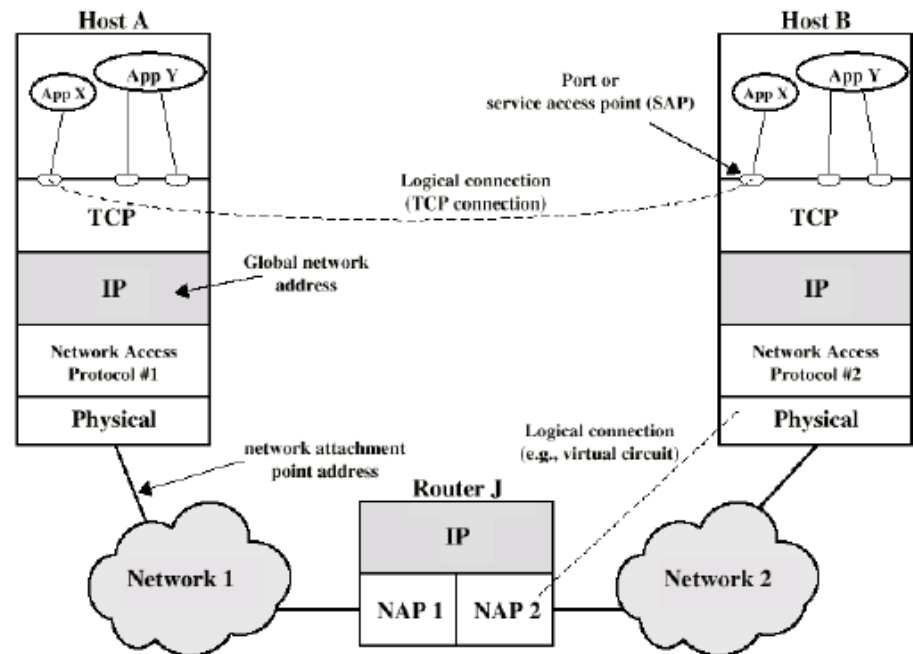 Host A
Host B
App X
App Y
Port or
service access point (SAP)
App X
App Y
Logical connection
(TCP connection)
TCP
TCP
Global network
address
IP
IP
Network Access
Protocol #1
Network Access
Protocol #2
Physical
Physical
Logical connection
(e.g., virtual circuit)
network attachment
point address
Router J
IP
Network 1
NAP 1
NAP 2
Network 2